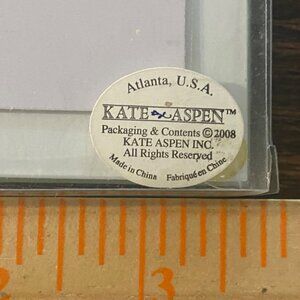 Atlanta, U.S.A.
KATE ASPEN™
Packaging & Contents ©2008
KATE ASPEN INC.
All Rights Reserved
Made in China Fabriqué en Chine
2 3